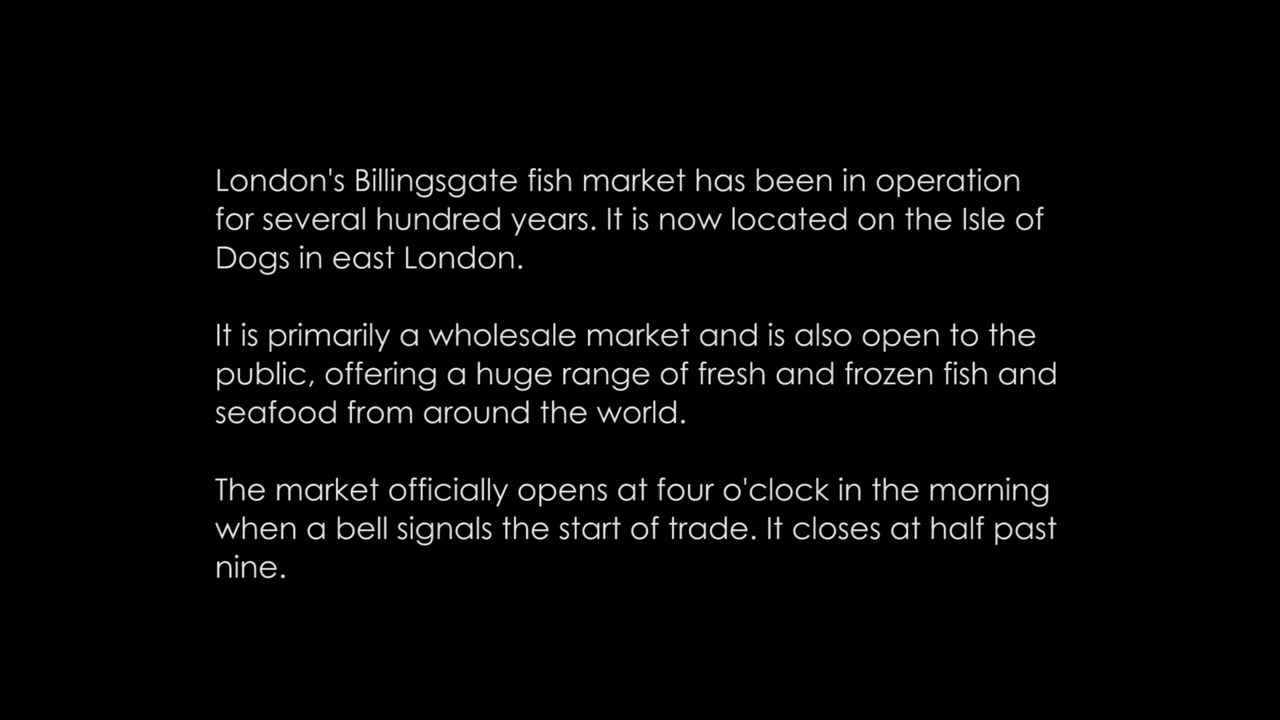 London's Billingsgate fish market has been in operation
for several hundred years. It is now located on the Isle of
Dogs in east London.
It is primarily a wholesale market and is also open to the
public, offering a huge range of fresh and frozen fish and
seafood from around the world.
The market officially opens at four o'clock in the morning
when a bell signals the start of trade. It closes at half past
nine.